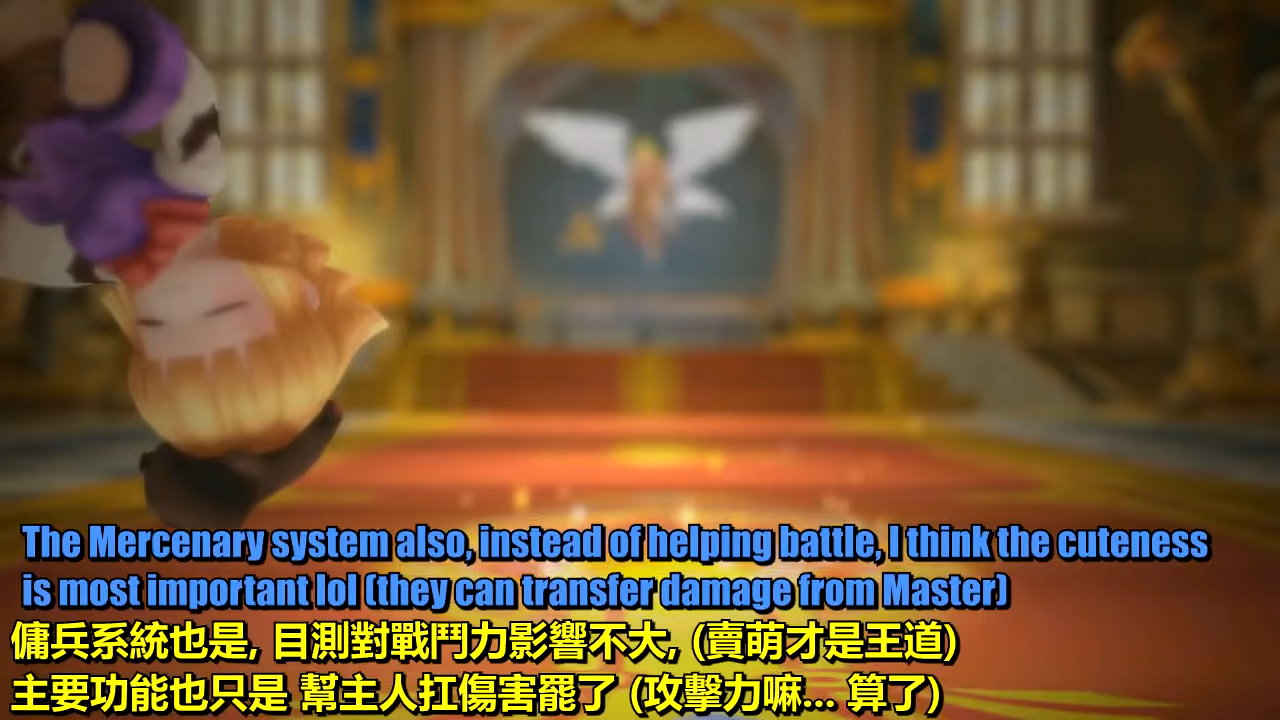 The Mercenary system also, instead of helping battle, I think the cuteness
is most important lol (they can transfer damage from Master)
傭兵系統也是, 目測對戰鬥力影響不大, (賣萌才是王道)
主要功能也只是 幫主人扛傷害罷了 (攻擊力嘛... 算了)